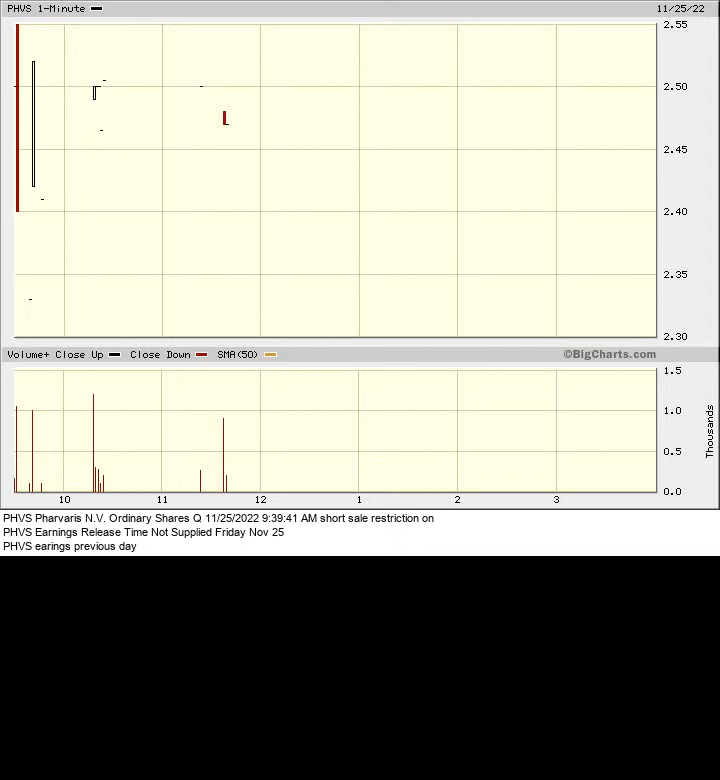 PHVS 1-Minute 11/25/22
2.55
2.50
2.45
2.40
2.35
2.30
Volume+ Close Up Close Down SMA(50) ©BigCharts.com
1.5
1.0
0.5
0.0
Thousands
10 11 12 1 2 3
PHVS Pharvaris N.V. Ordinary Shares Q 11/25/2022 9:39:41 AM short sale restriction on
PHVS Earnings Release Time Not Supplied Friday Nov 25
PHVS earings previous day